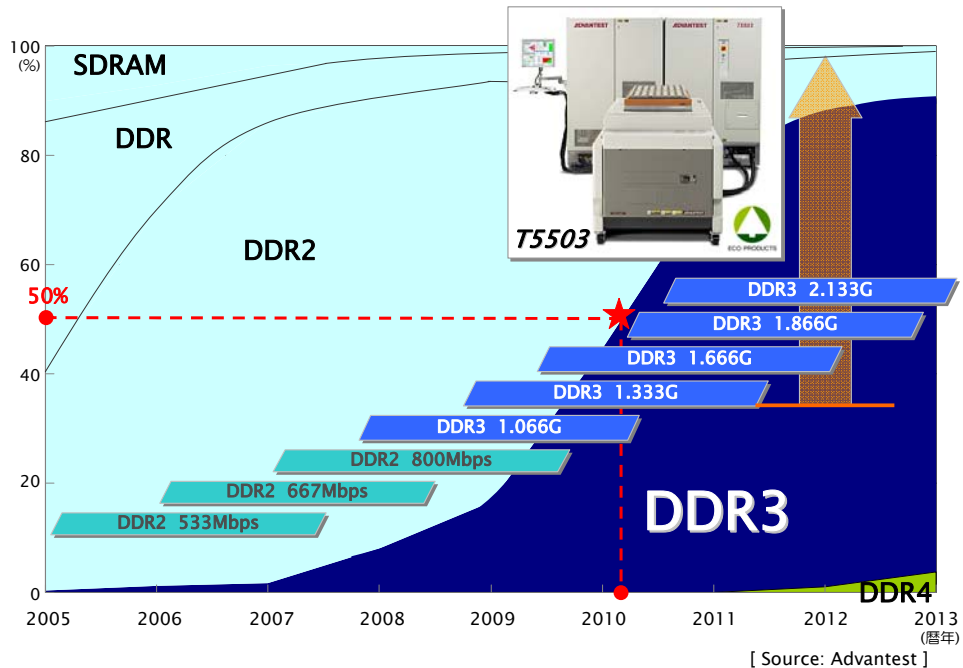 100
(%)
80
60
40
20
0
SDRAM
DDR
DDR2
50%
ADVANTEST
ADVANTEST
T5503
T5503
ECO PRODUCTS
DDR3 2.133G
DDR3 1.866G
DDR3 1.666G
DDR3 1.333G
DDR3 1.066G
DDR2 800Mbps
DDR2 667Mbps
DDR2 533Mbps
DDR3
DDR4
2005 2006 2007 2008 2009 2010 2011 2012 2013
(暦年)
[ Source: Advantest ]